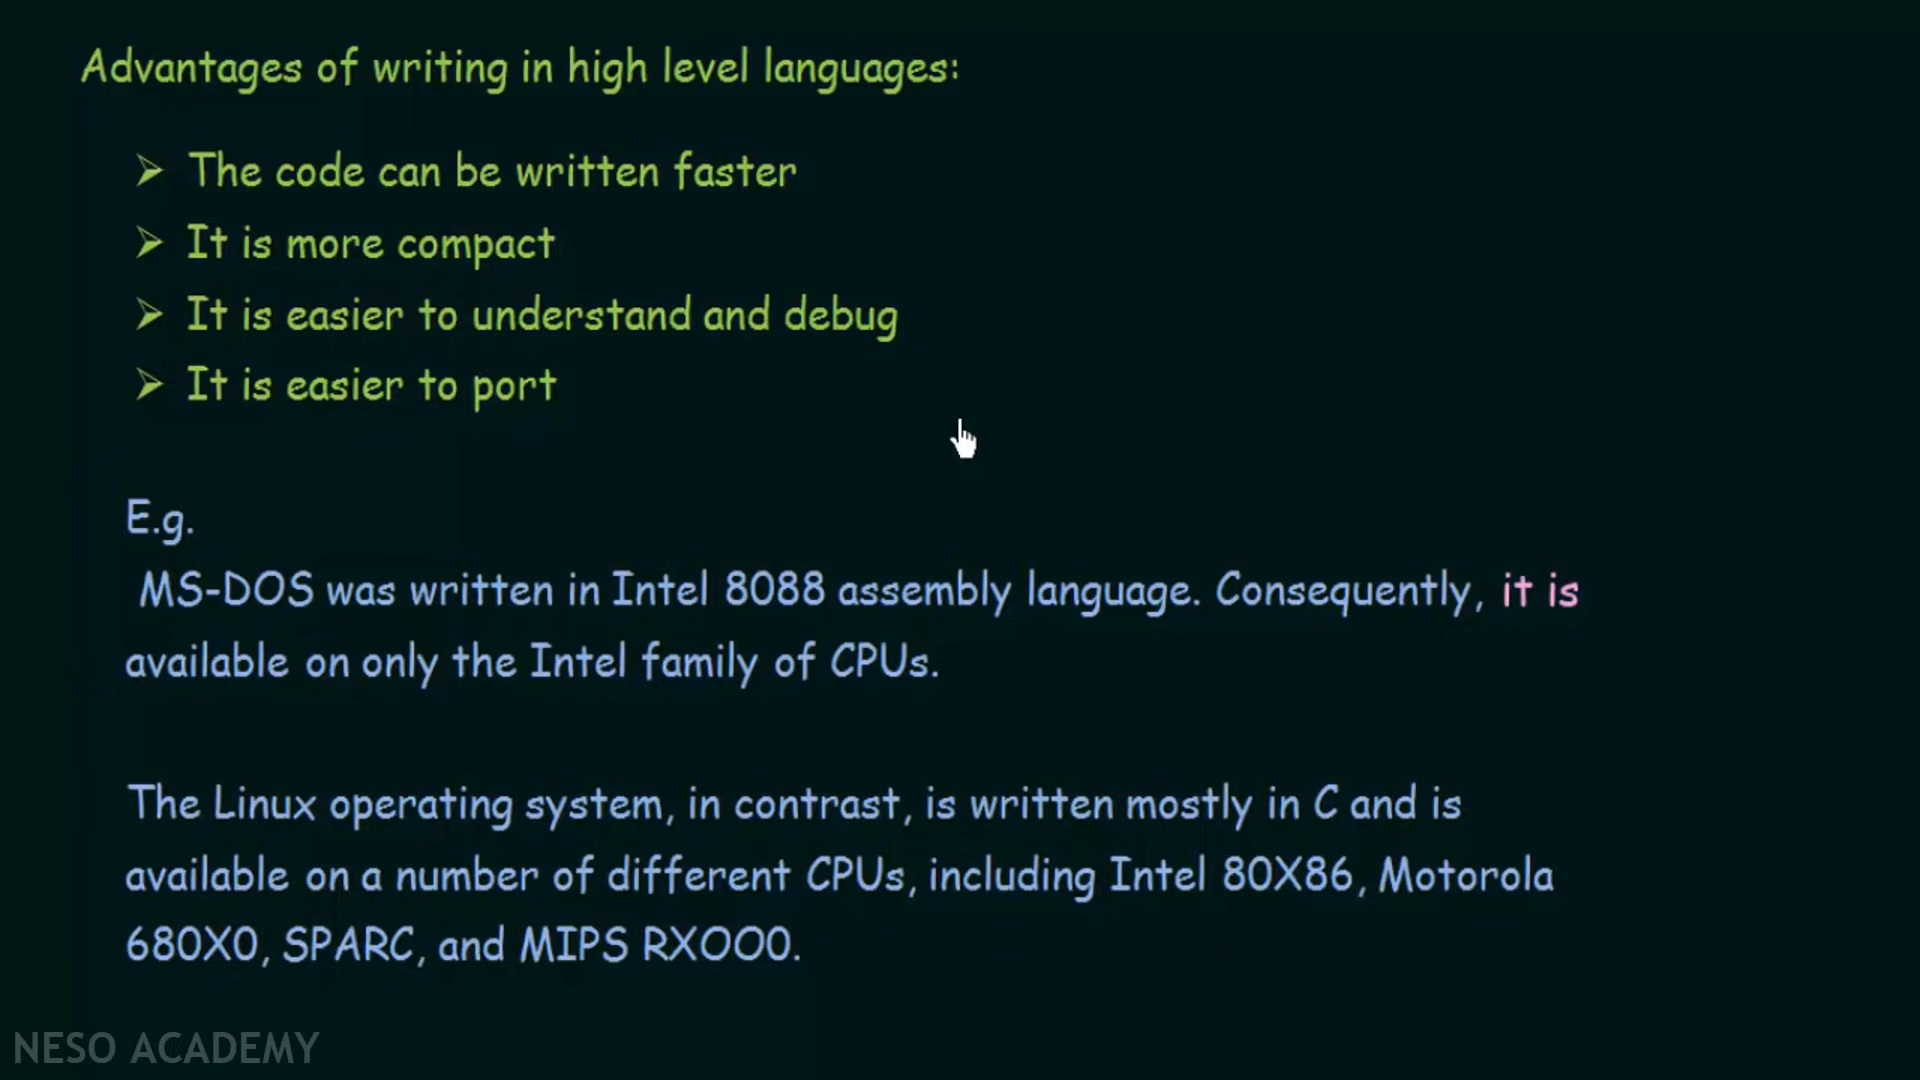 Advantages of writing in high level languages:
➢ The code can be written faster
➢ It is more compact
➢ It is easier to understand and debug
➢ It is easier to port
E.g.
MS-DOS was written in Intel 8088 assembly language. Consequently, it is
available on only the Intel family of CPUs.
The Linux operating system, in contrast, is written mostly in C and is
available on a number of different CPUs, including Intel 80X86, Motorola
680X0, SPARC, and MIPS RXOO0.
NESO ACADEMY